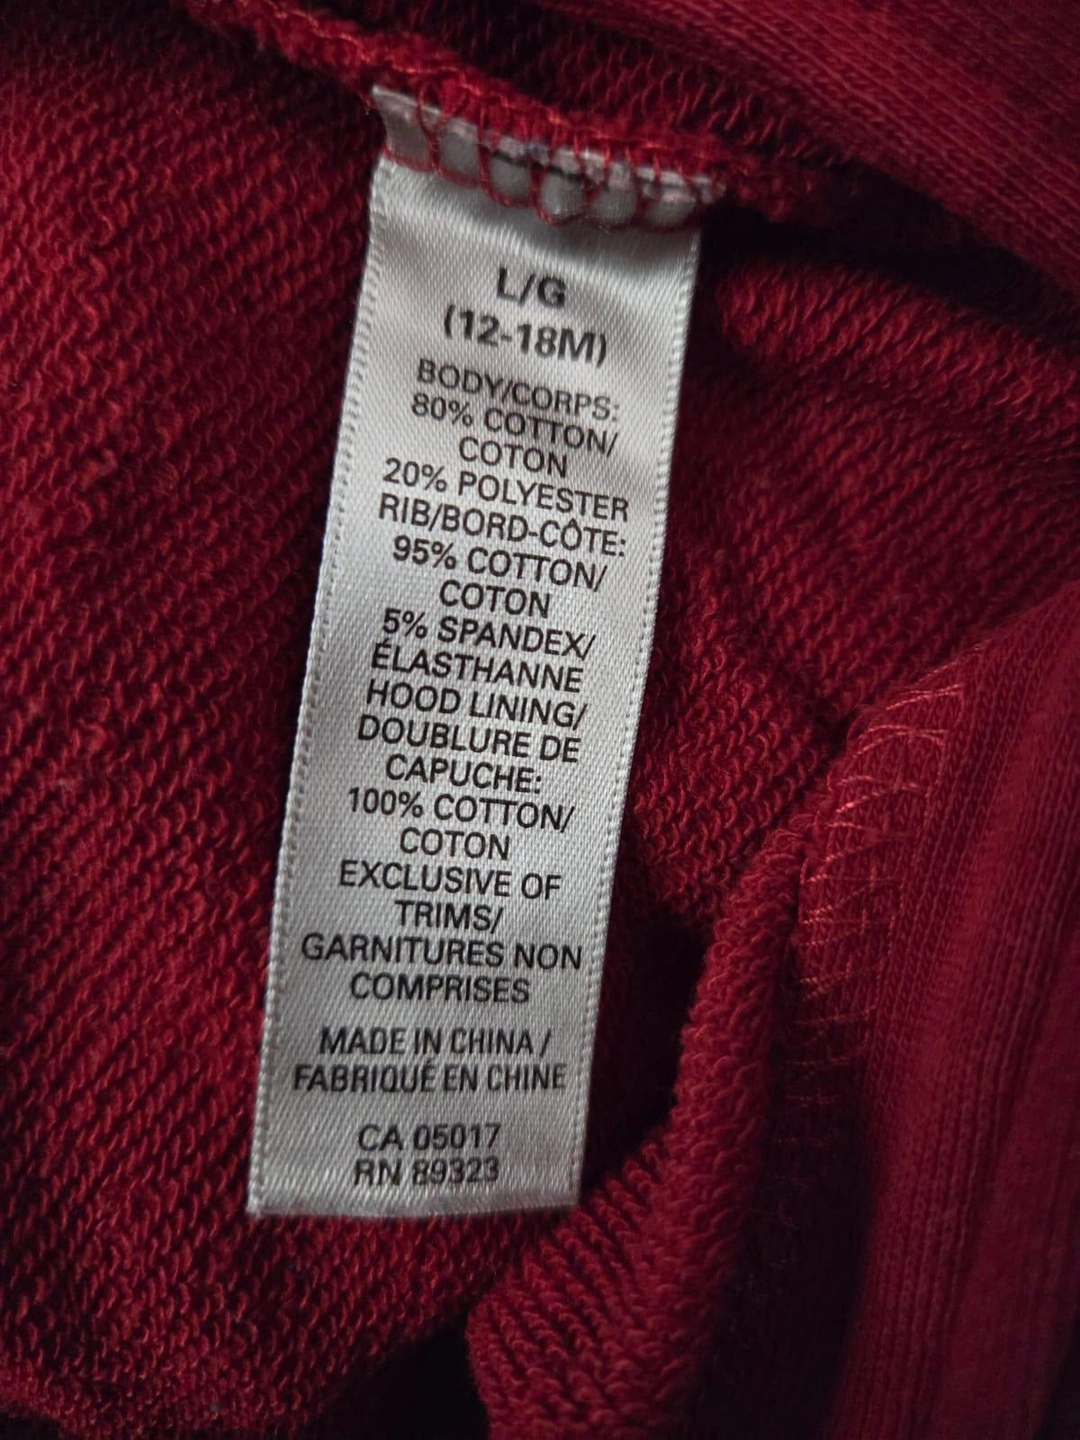 L/G
(12-18M)
BODY/CORPS:
80% COTTON/
COTON
20% POLYESTER
RIB/BORD-CÔTE:
95% COTTON/
COTON
5% SPANDEX/
ÉLASTHANNE
HOOD LINING/
DOUBLURE DE
CAPUCHE:
100% COTTON/
COTON
EXCLUSIVE OF
TRIMS/
GARNITURES NON
COMPRISES
MADE IN CHINA /
FABRIQUÉ EN CHINE
CA 05017
RN 89323